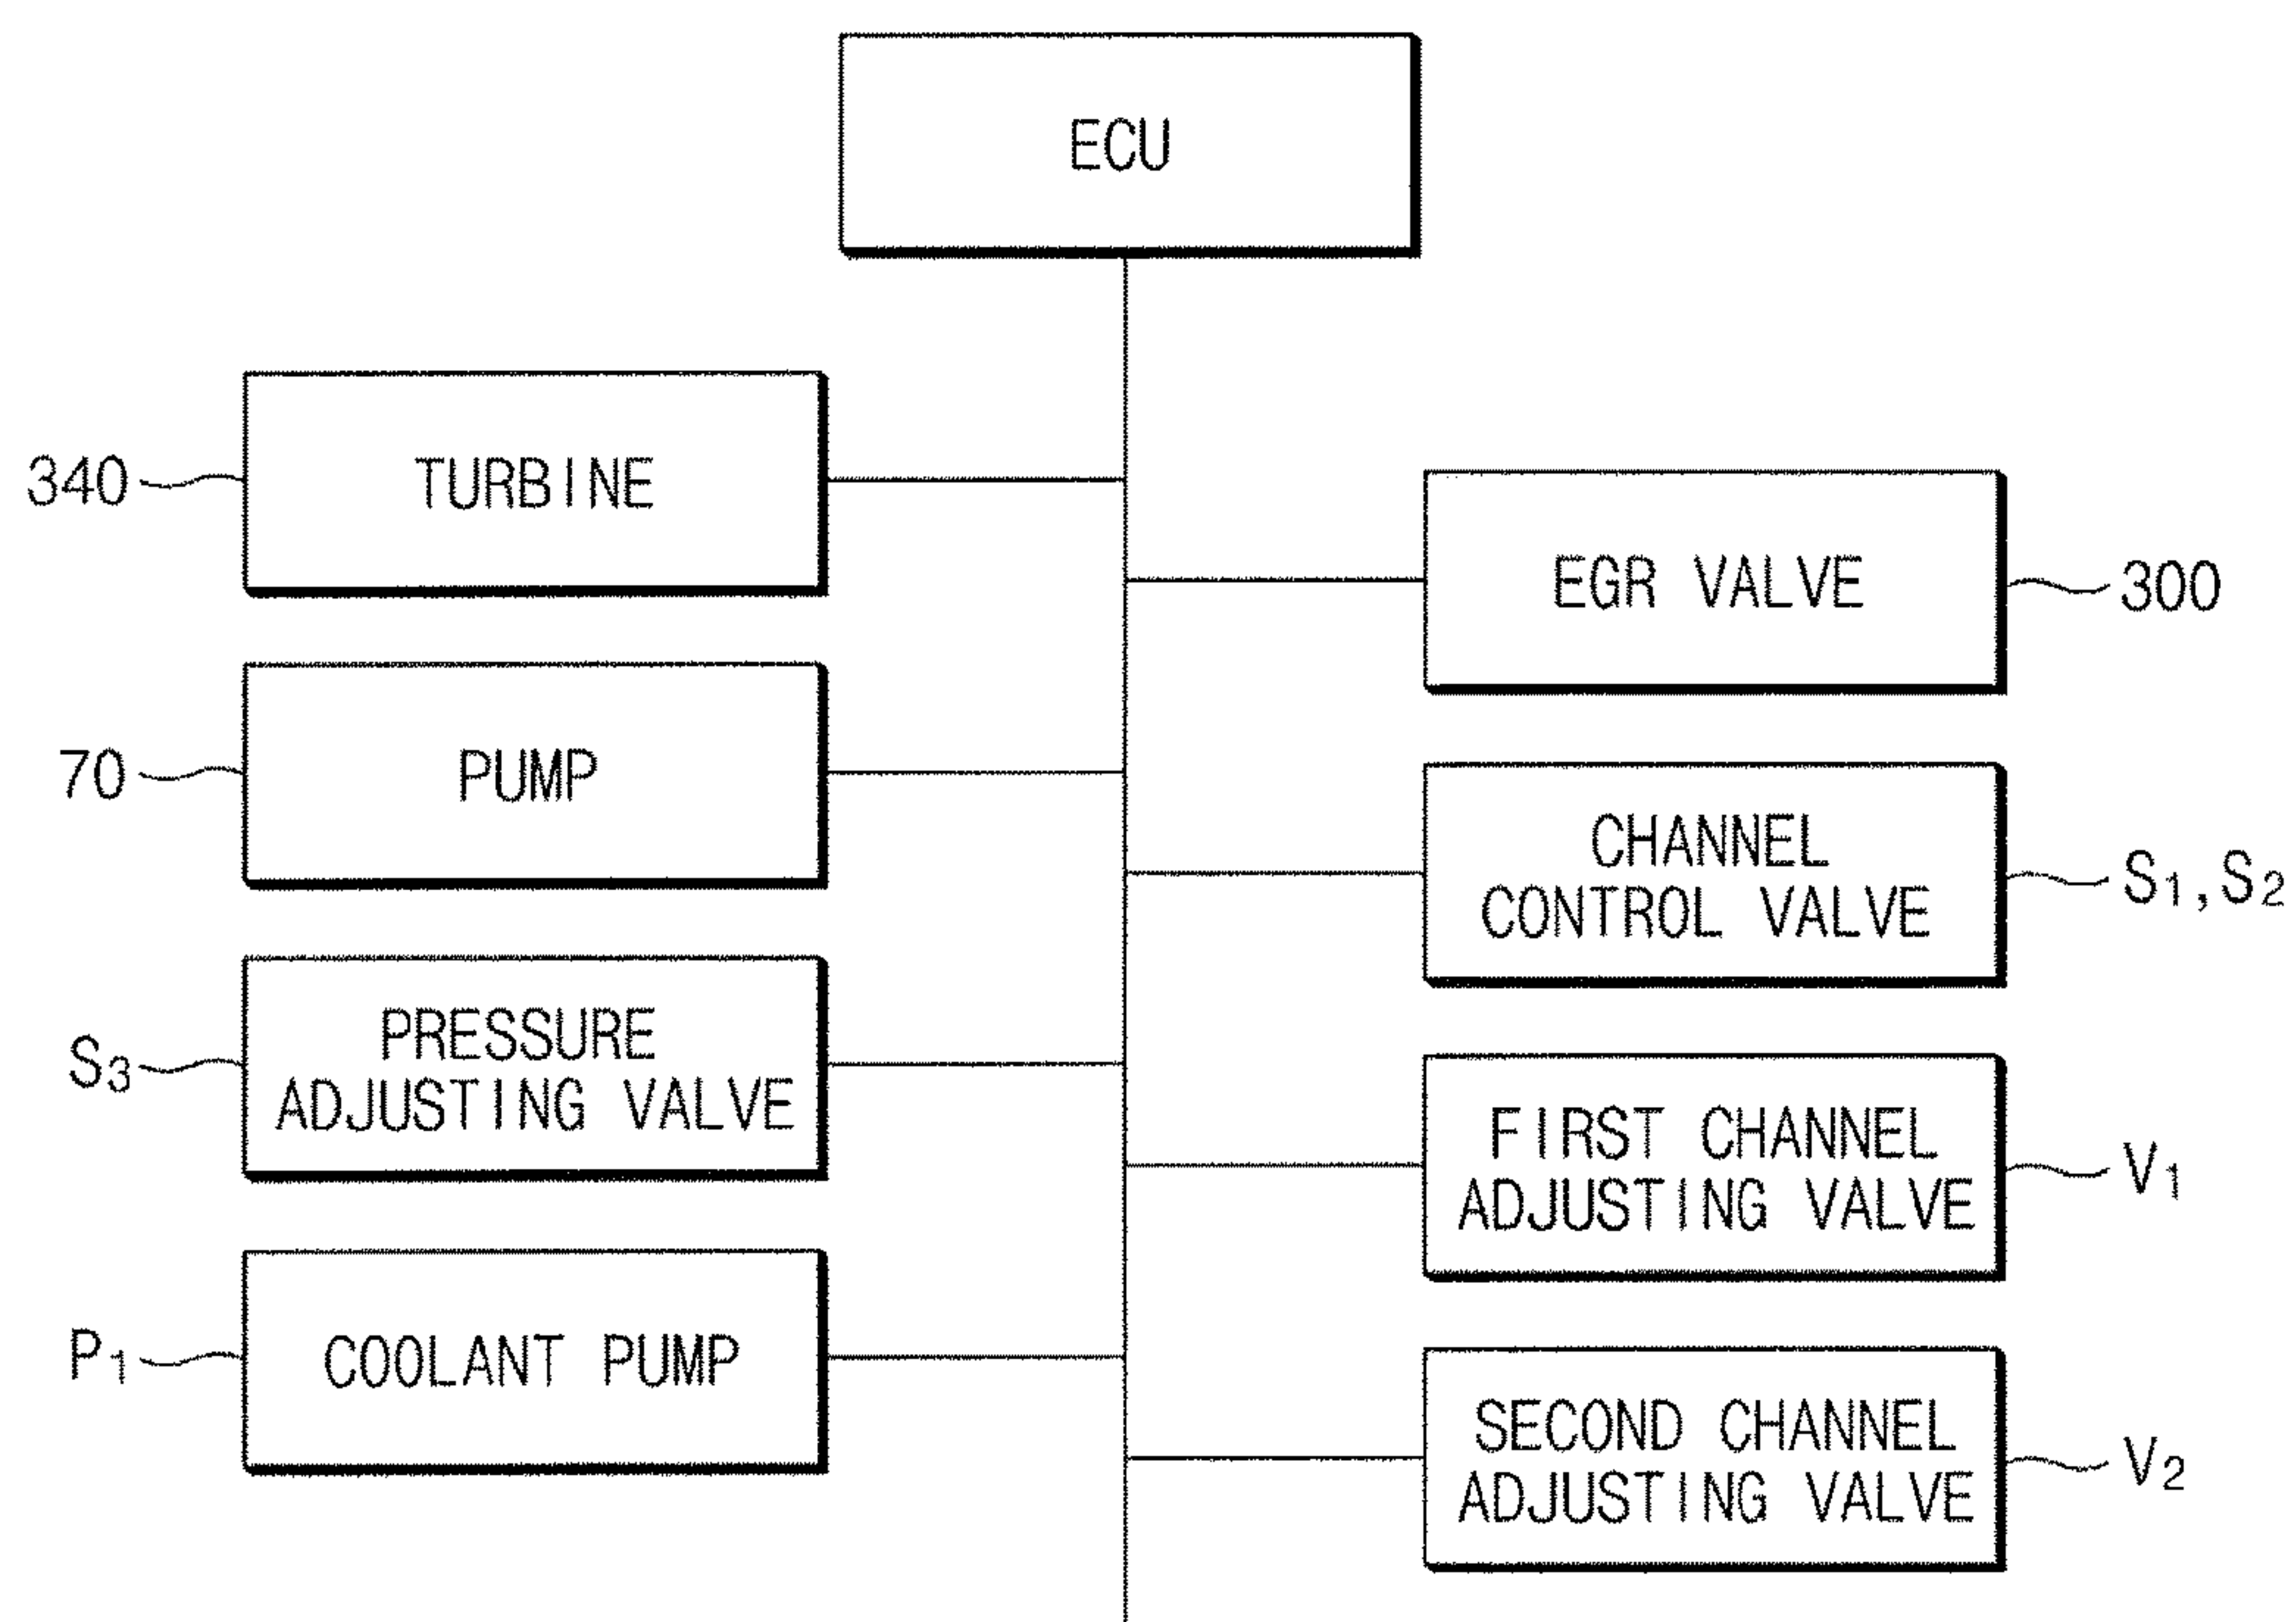 ECU
340
TURBINE
EGR VALVE
300
70
PUMP
CHANNEL
CONTROL VALVE
S1,S2
S3
PRESSURE
ADJUSTING VALVE
FIRST CHANNEL
ADJUSTING VALVE
V1
P1
COOLANT PUMP
SECOND CHANNEL
ADJUSTING VALVE
V2